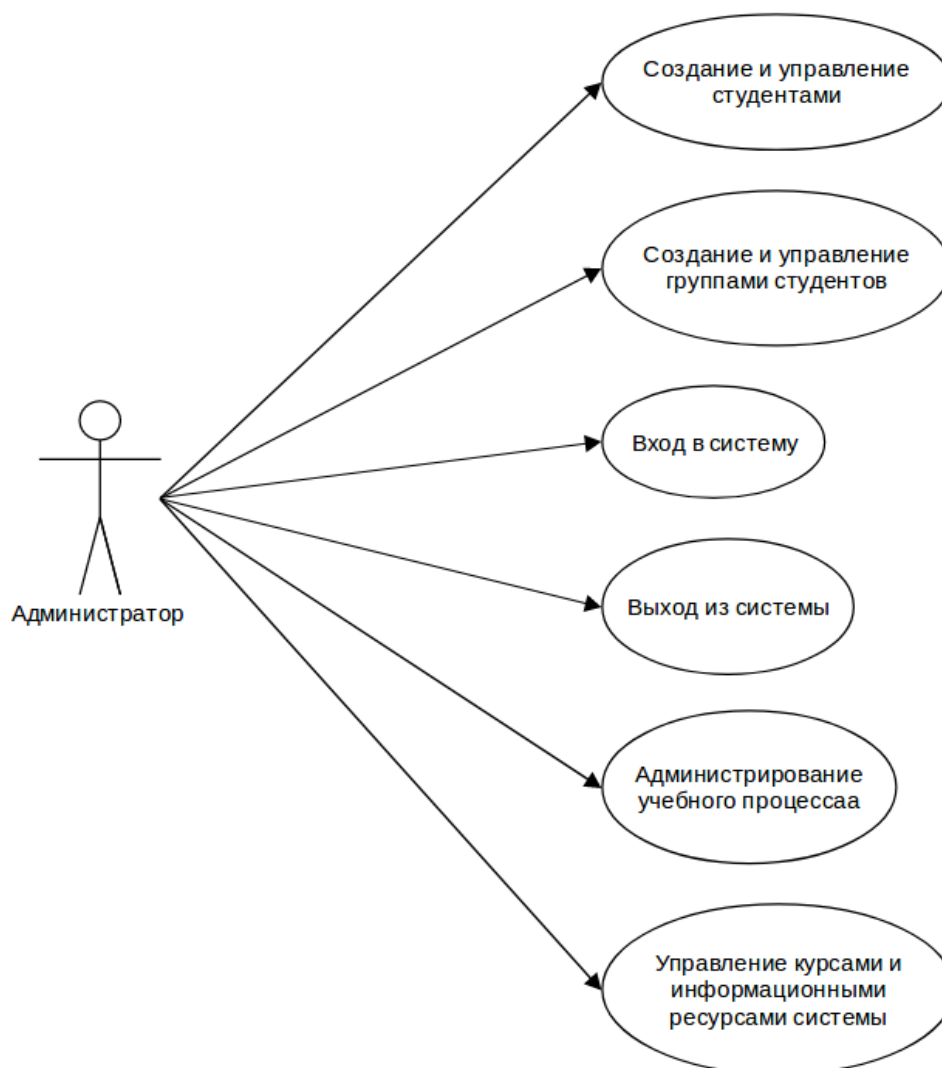 Создание и управление
студентами
Создание и управление
группами студентов
Вход в систему
Выход из системы
Администратор
Администрирование
учебного процессаа
Управление курсами и
информационными
ресурсами системы